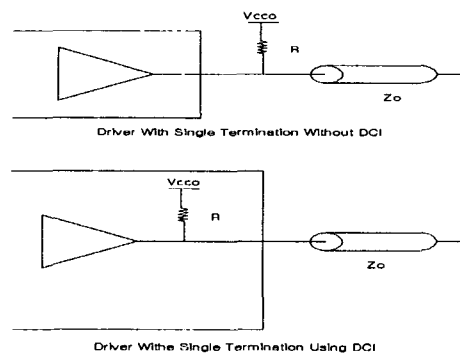 Vcco
R
Zo
Driver With Single Termination Without DCI
Vcco
R
Zo
Driver Withe Single Termination Using DCI